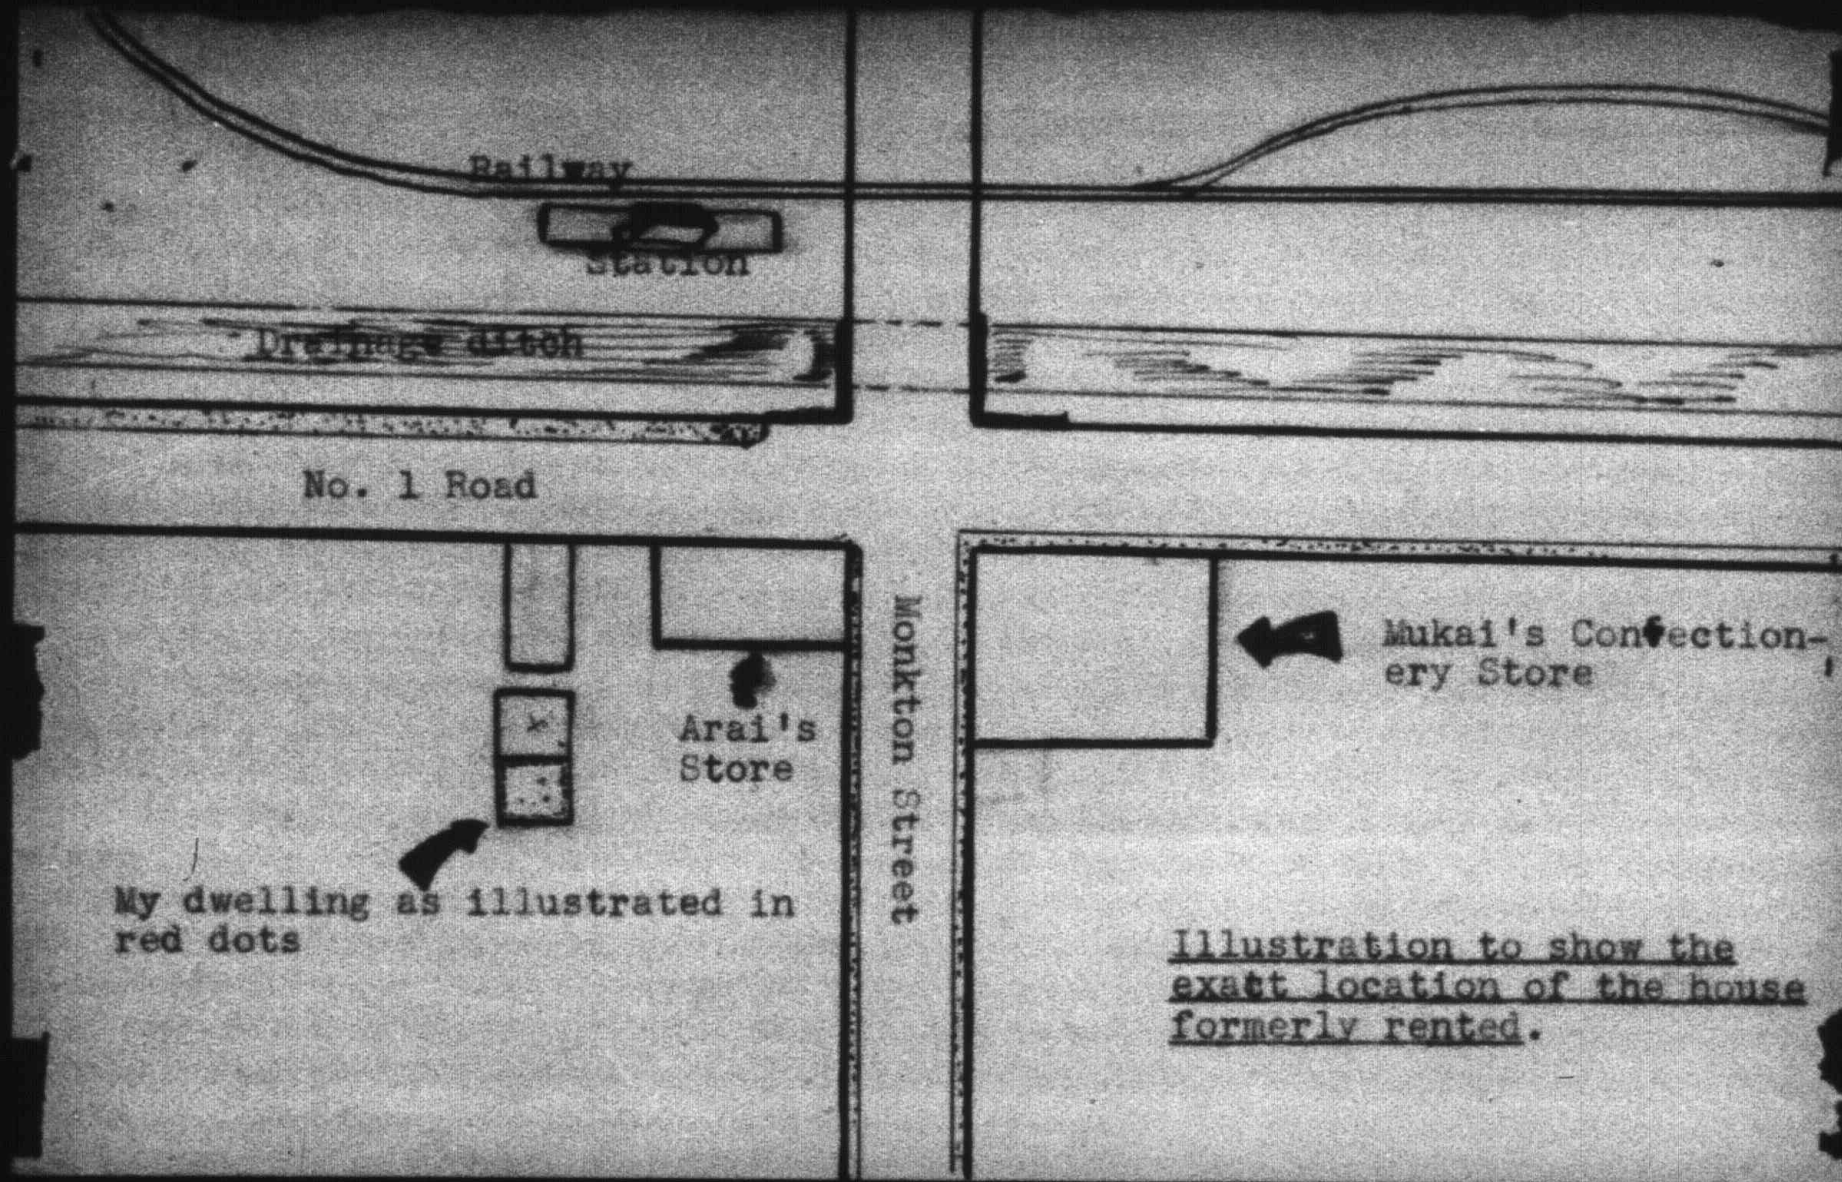 Railway
Station
Drainage ditch
No. 1 Road
Monkton Street
Mukai's Confection-
ery Store
Arai's
Store
My dwelling as illustrated in
red dots
Illustration to show the
exatt location of the house
formerly rented.